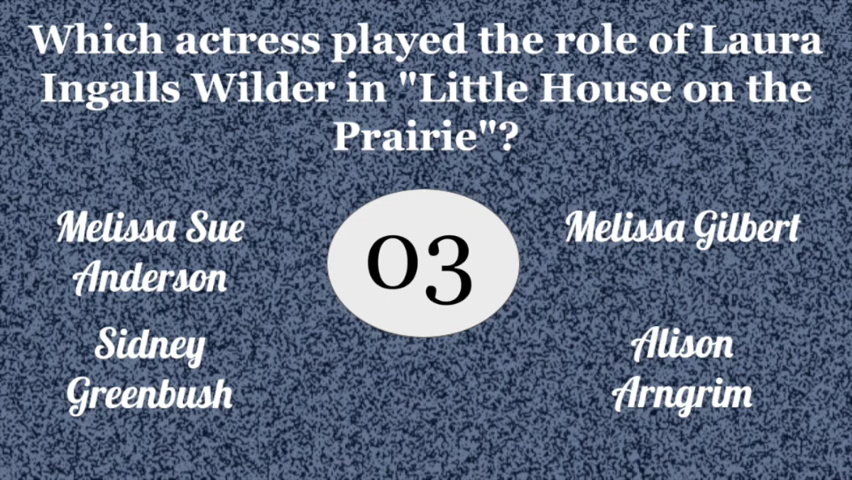 Which actress played the role of Laura
Ingalls Wilder in "Little House on the
Prairie"?
Melissa Sue
Anderson
Melissa Gilbert
03
Sidney
Greenbush
Alison
Arngrim